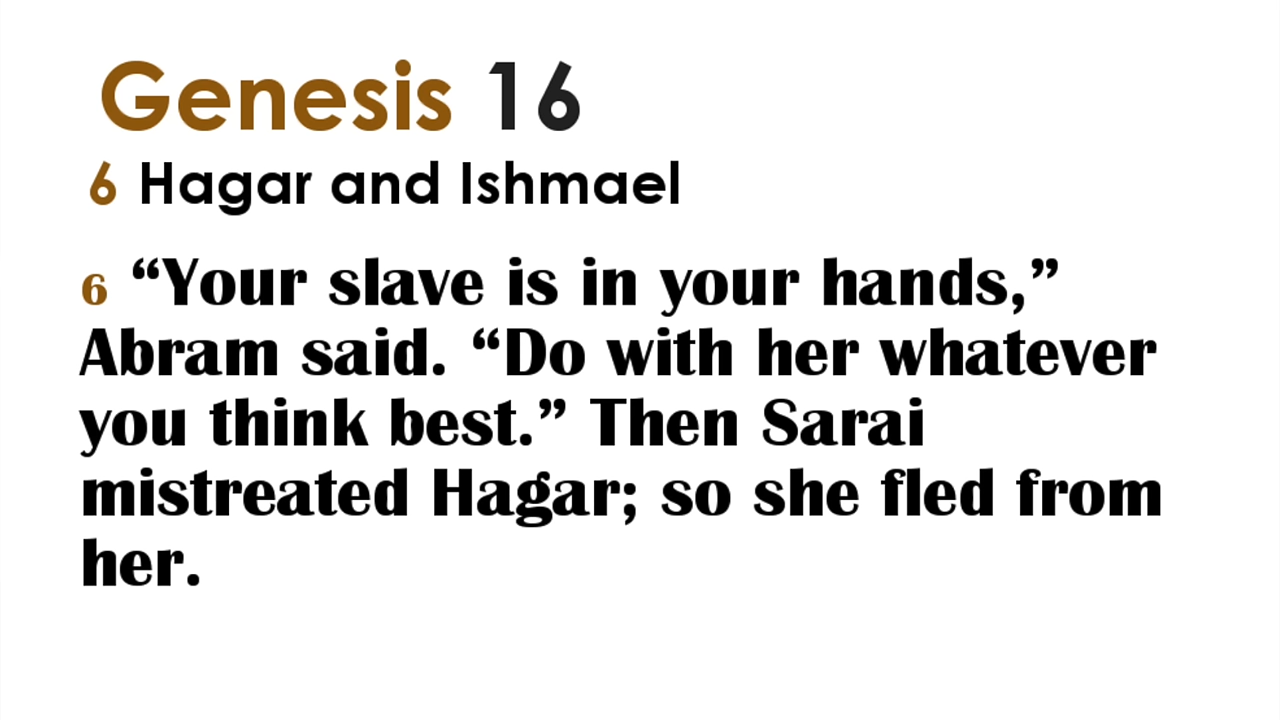 Genesis 16
6 Hagar and Ishmael
6 “Your slave is in your hands,”
Abram said. “Do with her whatever
you think best.” Then Sarai
mistreated Hagar; so she fled from
her.